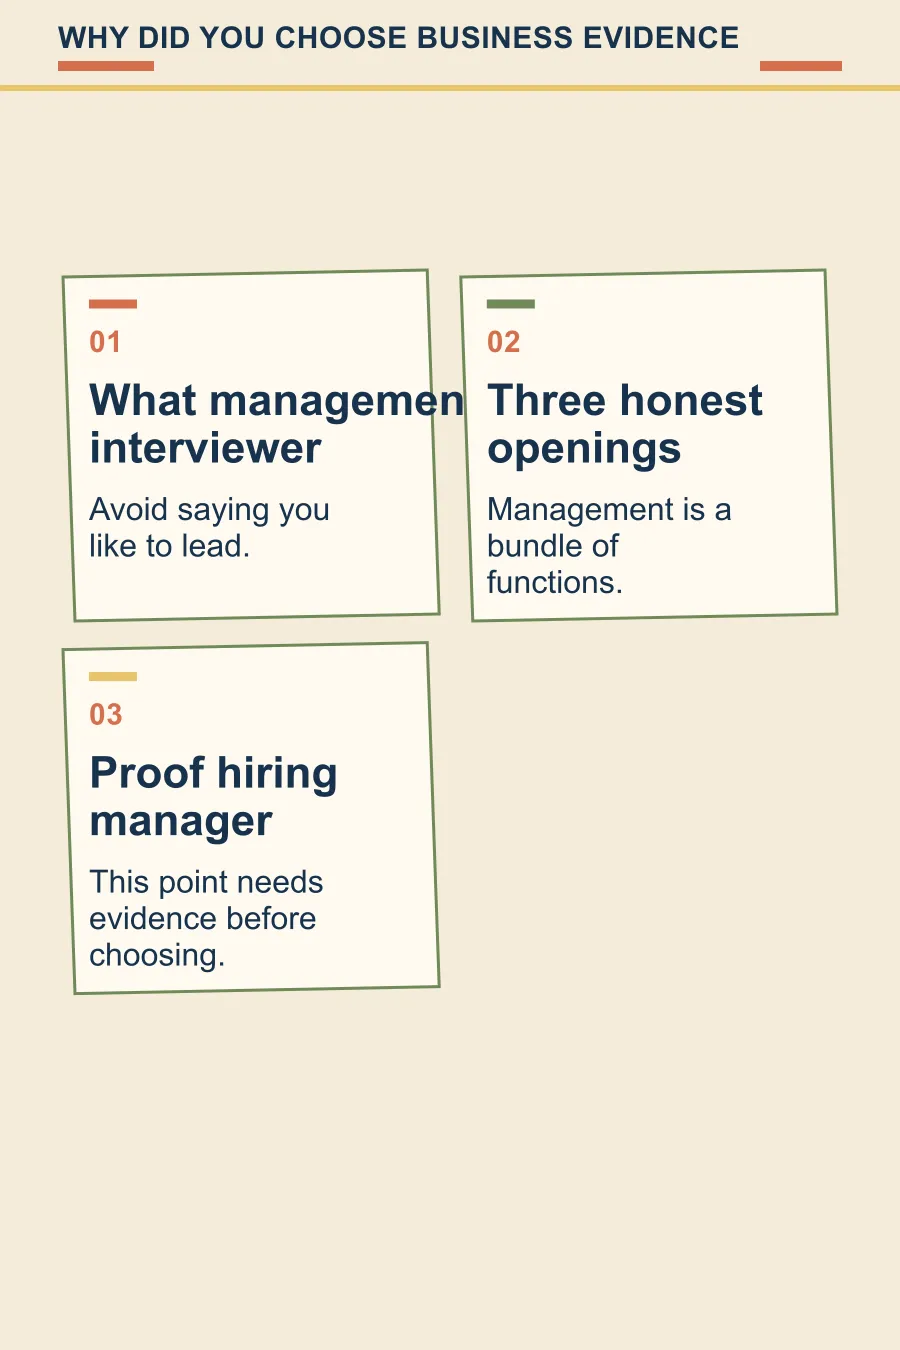 WHY DID YOU CHOOSE BUSINESS EVIDENCE
01
What managemen
interviewer
Avoid saying you
like to lead.
02
Three honest
openings
Management is a
bundle of
functions.
03
Proof hiring
manager
This point needs
evidence before
choosing.